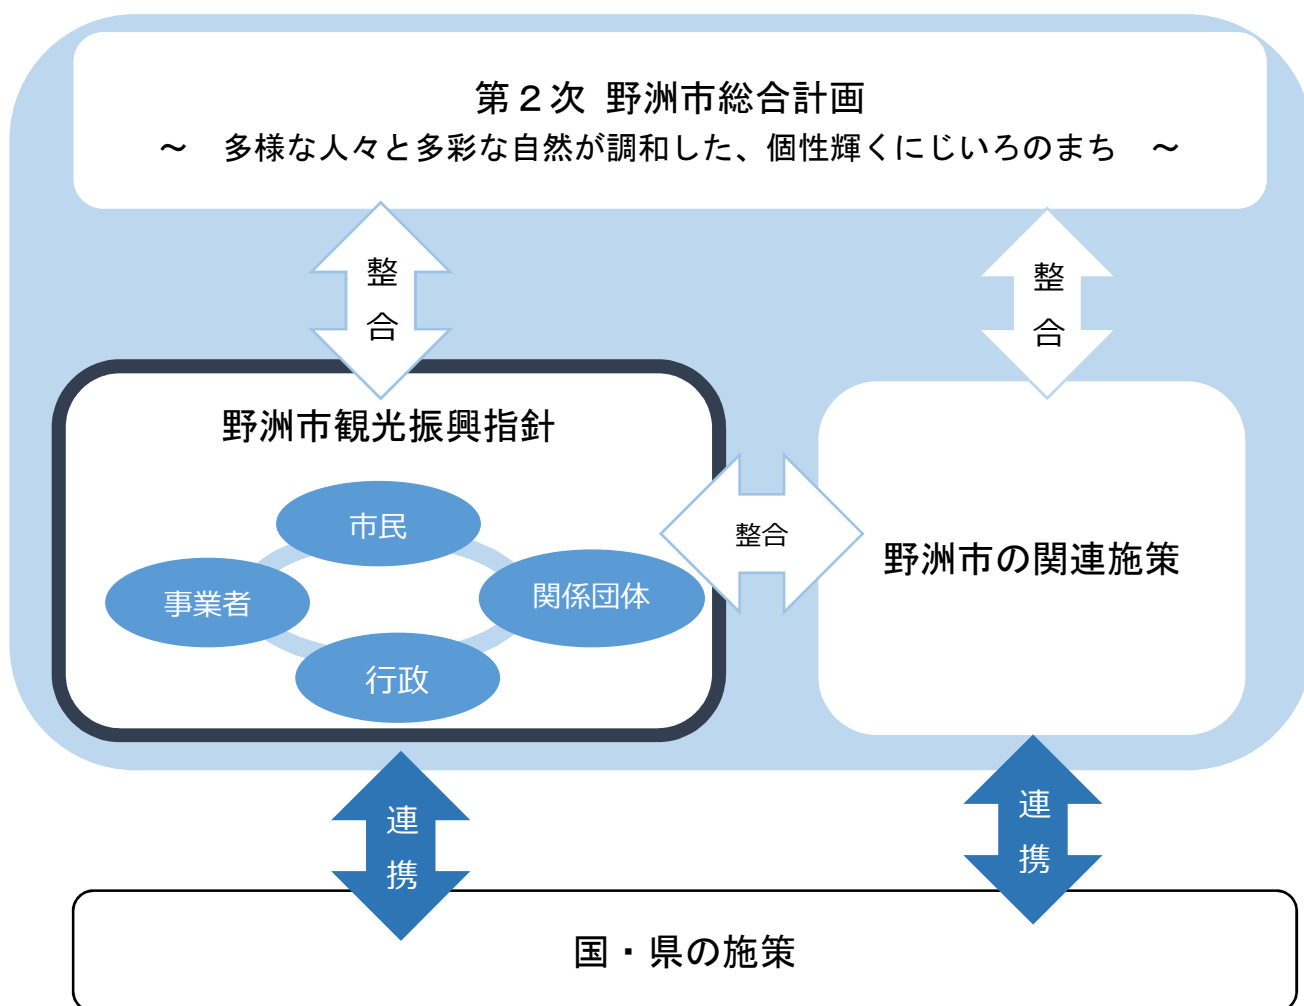 第２次 野洲市総合計画
～　多様な人々と多彩な自然が調和した、個性輝くにじいろのまち　～
整
合
整
合
野洲市観光振興指針
市民
事業者
関係団体
行政
整合
野洲市の関連施策
連
携
連
携
国・県の施策